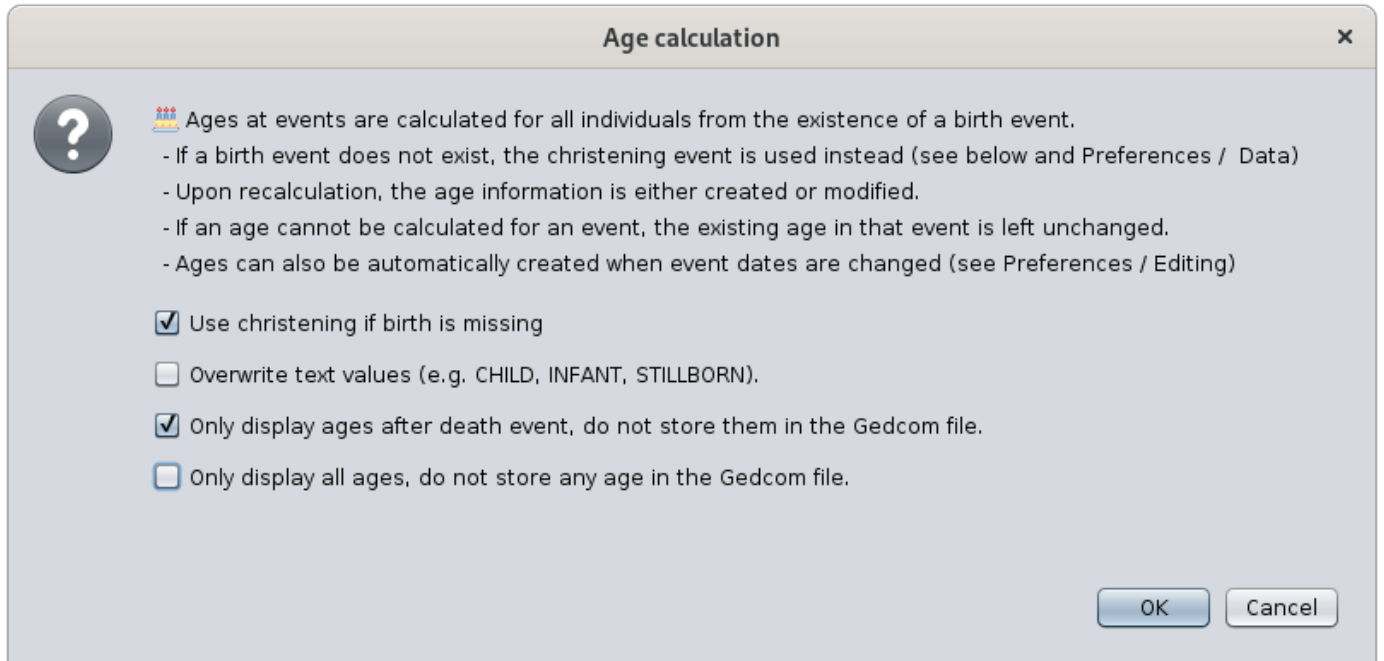 Age calculation
Ages at events are calculated for all individuals from the existence of a birth event.
- If a birth event does not exist, the christening event is used instead (see below and Preferences /  Data)
- Upon recalculation, the age information is either created or modified.
- If an age cannot be calculated for an event, the existing age in that event is left unchanged.
- Ages can also be automatically created when event dates are changed (see Preferences / Editing)
Use christening if birth is missing
Overwrite text values (e.g. CHILD, INFANT, STILLBORN).
Only display ages after death event, do not store them in the Gedcom file.
Only display all ages, do not store any age in the Gedcom file.
OK Cancel